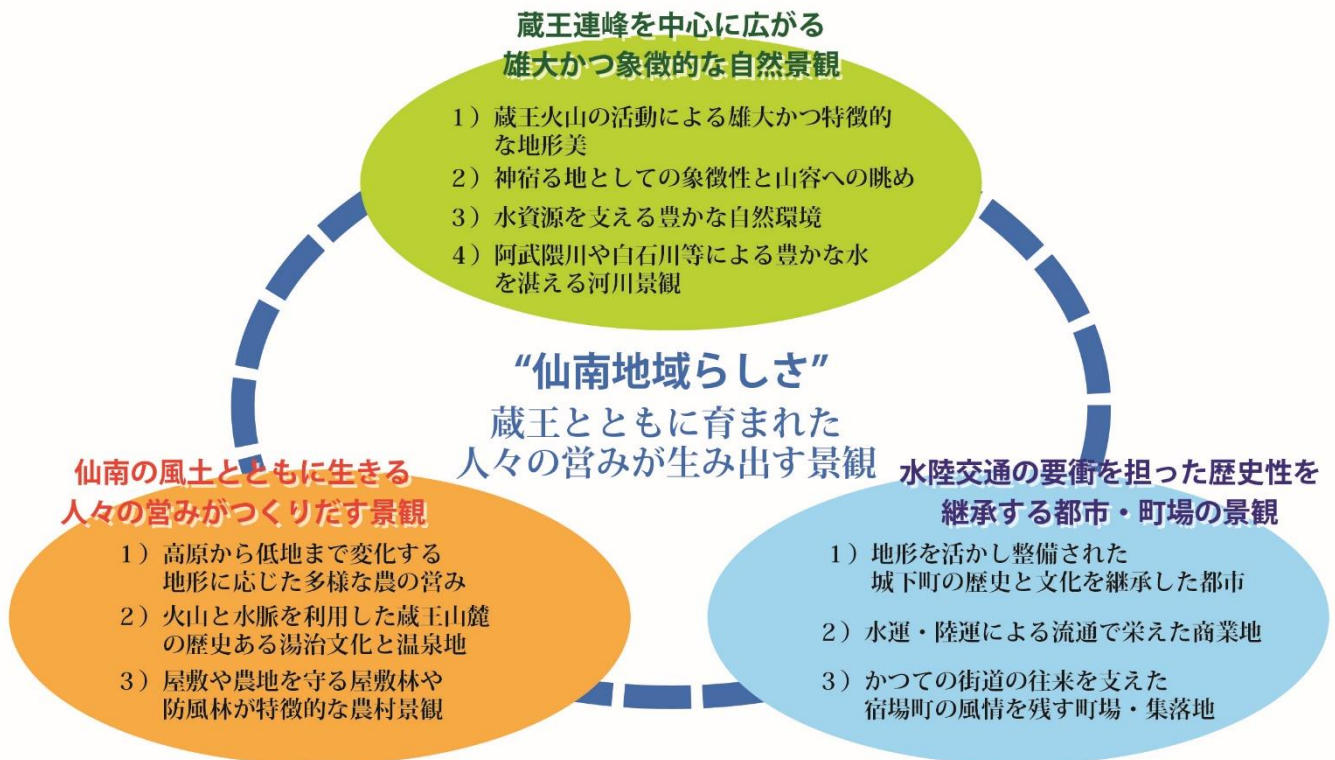 蔵王連峰を中心に広がる
雄大かつ象徴的な自然景観
1）蔵王火山の活動による雄大かつ特徴的
な地形美
2）神宿る地としての象徴性と山容への眺め
3）水資源を支える豊かな自然環境
4）阿武隈川や白石川等による豊かな水
を湛える河川景観
“仙南地域らしさ”
蔵王とともに育まれた
人々の営みが生み出す景観
仙南の風土とともに生きる
人々の営みがつくりだす景観
1）高原から低地まで変化する
地形に応じた多様な農の営み
2）火山と水脈を利用した蔵王山麓
の歴史ある湯治文化と温泉地
3）屋敷や農地を守る屋敷林や
防風林が特徴的な農村景観
水陸交通の要衝を担った歴史性を
継承する都市・町場の景観
1）地形を活かし整備された
城下町の歴史と文化を継承した都市
2）水運・陸運による流通で栄えた商業地
3）かつての街道の往来を支えた
宿場町の風情を残す町場・集落地